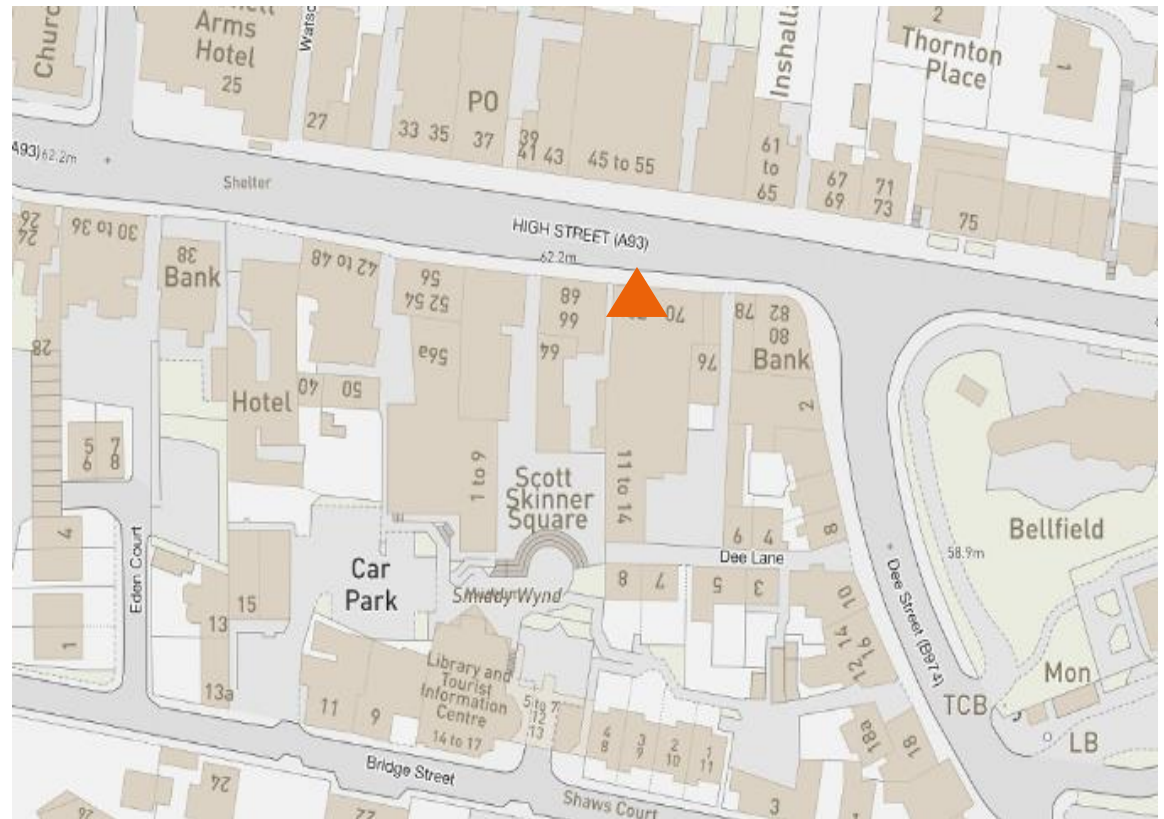 Church
Arms
Hotel
25
27
33 35
PO
37
39
41 43
45 to 55
61
to
65
67
69
71
73
75
2
Thornton
Place
1
A93)
62.2m
Shelter
HIGH STREET (A93)
62.2m
26
24
28
30 to 36
38
Bank
42 to 48
40
50
Hotel
56
52 54
56a
68
66
64
70
76
78
82
80
Bank
2
8
5 7
6 8
4
1
Eden Court
15
13
13a
Car
Park
1 to 9
Scott
Skinner
Square
11 to 14
Smiddy Wynd
6 4
Dee Lane
8 7
5 3
10
12 14
16
18a
18
Dee Street (B974)
58.9m
Bellfield
Mon
TCB
LB
Library and
Tourist
Information
Centre
14 to 17
11
9
5 to 7
12
13
4
8
3
9
2
10
1
11
3
Bridge Street
Shaws Court
24
22